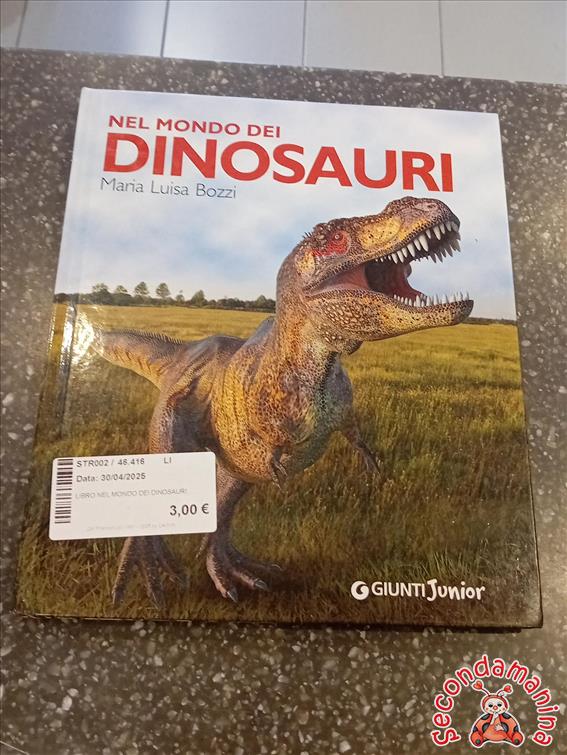 NEL MONDO DEI
DINOSAURI
Maria Luisa Bozzi
STR002 / 46.416 LI
Data: 30/04/2025
LIBRO NEL MONDO DEI DINOSAURI
3,00 €
GIUNTI Junior
Secondamanina